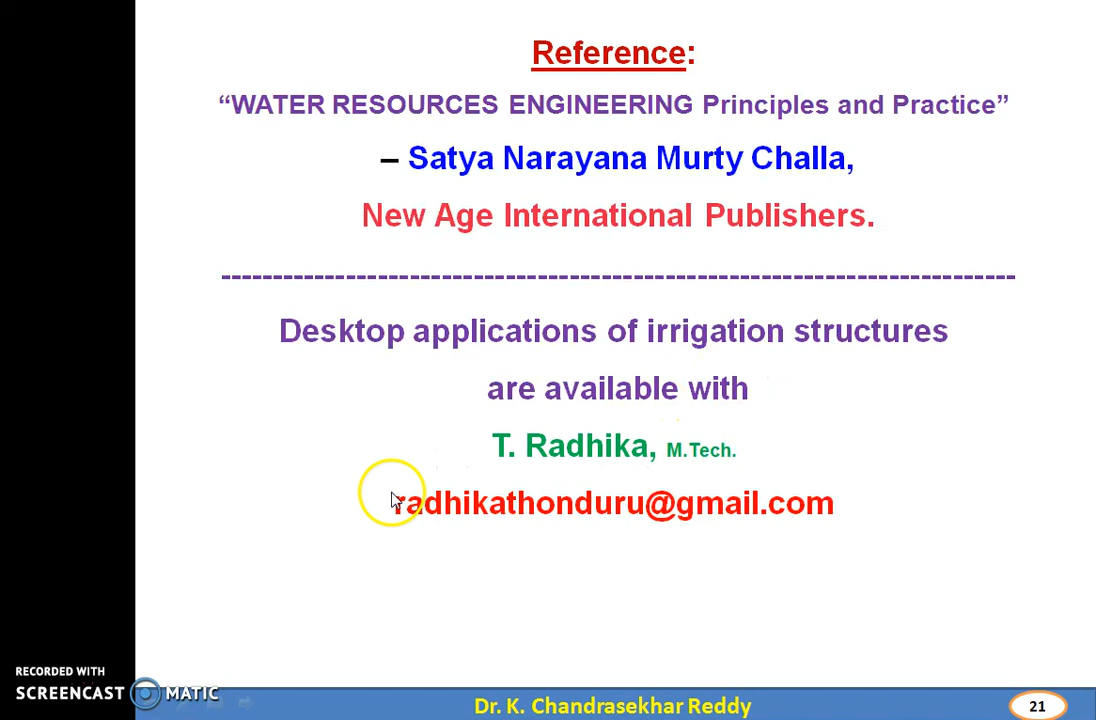 Reference:
“WATER RESOURCES ENGINEERING Principles and Practice”
– Satya Narayana Murty Challa,
New Age International Publishers.
-----------------------------------------------------------------------------
Desktop applications of irrigation structures
are available with
T. Radhika, M.Tech.
radhikathonduru@gmail.com
RECORDED WITH
SCREENCAST MATIC
Dr. K. Chandrasekhar Reddy
21